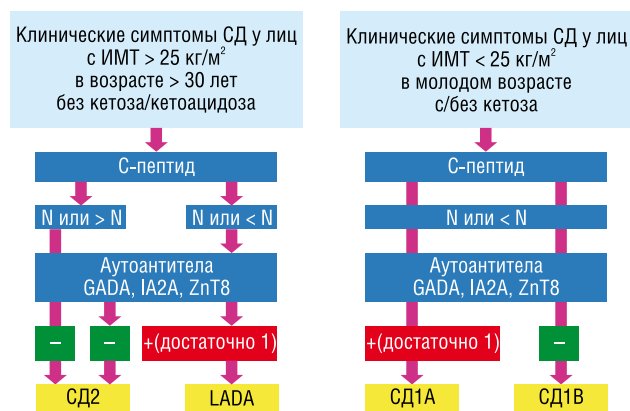 Клинические симптомы СД у лиц
с ИМТ > 25 кг/м²
в возрасте > 30 лет
без кетоза/кетоацидоза
С-пептид
N или > N
N или < N
Аутоантитела
GADA, IA2A, ZnT8
–
–
+(достаточно 1)
СД2
LADA
Клинические симптомы СД у лиц
с ИМТ < 25 кг/м²
в молодом возрасте
с/без кетоза
С-пептид
N или < N
Аутоантитела
GADA, IA2A, ZnT8
+(достаточно 1)
–
СД1А
СД1В